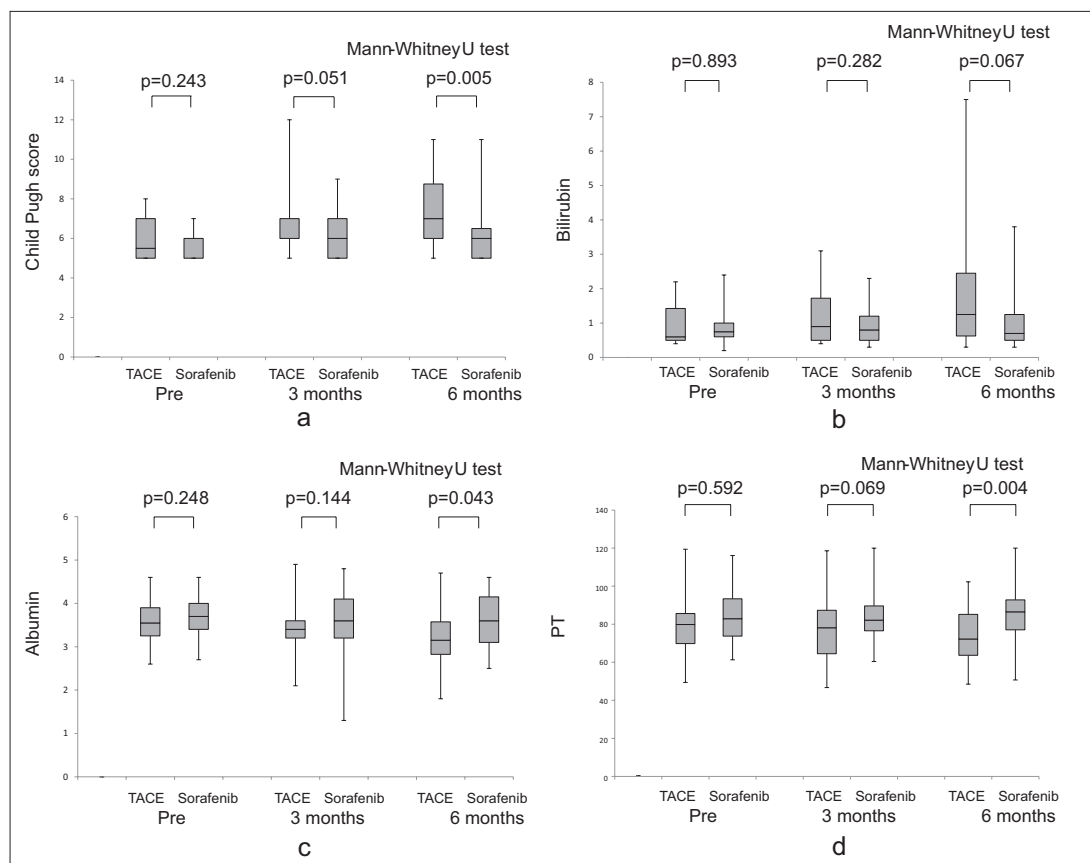 Mann-WhitneyU test
p=0.243 p=0.051 p=0.005
14
12
10
8
6
4
2
0
Child Pugh score
TACE Sorafenib TACE Sorafenib TACE Sorafenib
Pre 3 months 6 months
a
Mann-WhitneyU test
p=0.893 p=0.282 p=0.067
8
7
6
5
4
3
2
1
0
Bilirubin
TACE Sorafenib TACE Sorafenib TACE Sorafenib
Pre 3 months 6 months
b
Mann-WhitneyU test
p=0.248 p=0.144 p=0.043
6
5
4
3
2
1
0
Albumin
TACE Sorafenib TACE Sorafenib TACE Sorafenib
Pre 3 months 6 months
c
Mann-WhitneyU test
p=0.592 p=0.069 p=0.004
140
120
100
80
60
40
20
0
PT
TACE Sorafenib TACE Sorafenib TACE Sorafenib
Pre 3 months 6 months
d